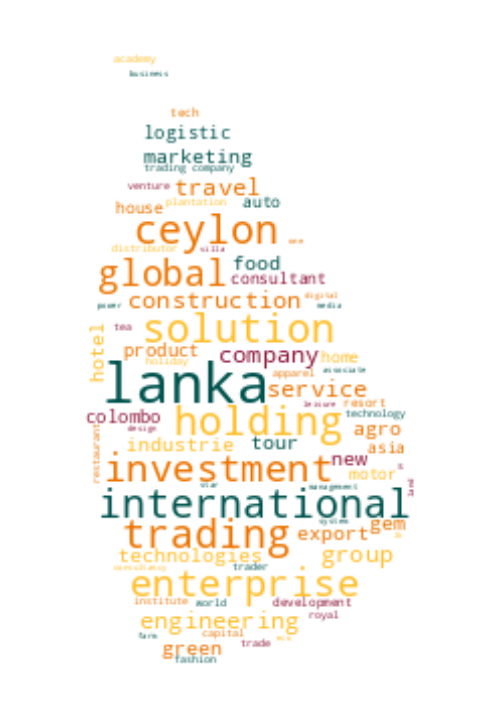 academy
business
tech
logistic
marketing
trading company
venture travel
plantation
house auto
ceylon
distributor villa
food
global consultant
construction digital
power media
solution
tea
hotel product company home
holiday
apparel associate
lanka service
leisure resort
colombo holding technology
design agro
restaurant industrie tour asia
investment new motor
star management land
international
system
trading export gem
technologies group
consultancy trader
enterprise
institute world development
engineering royal
farm capital
green trade
fashion